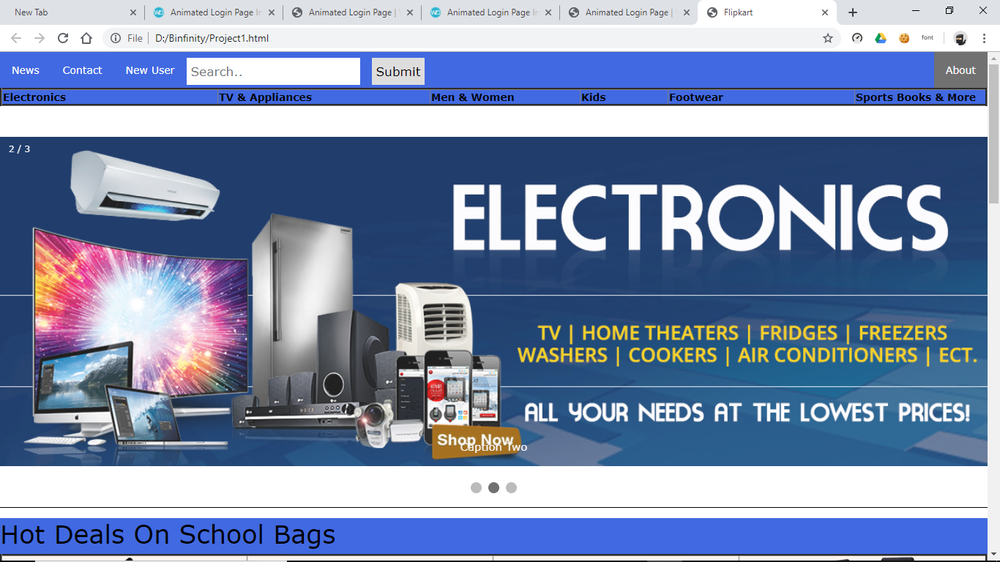 New Tab
Animated Login Page In
Animated Login Page |
Animated Login Page In
Animated Login Page |
Flipkart
File
D:/Binfinity/Project1.html
font
News
Contact
New User
Search..
Submit
About
Electronics
TV & Appliances
Men & Women
Kids
Footwear
Sports Books & More
2 / 3
ELECTRONICS
TV | HOME THEATERS | FRIDGES | FREEZERS
WASHERS | COOKERS | AIR CONDITIONERS | ECT.
ALL YOUR NEEDS AT THE LOWEST PRICES!
Shop Now
Caption Two
Hot Deals On School Bags